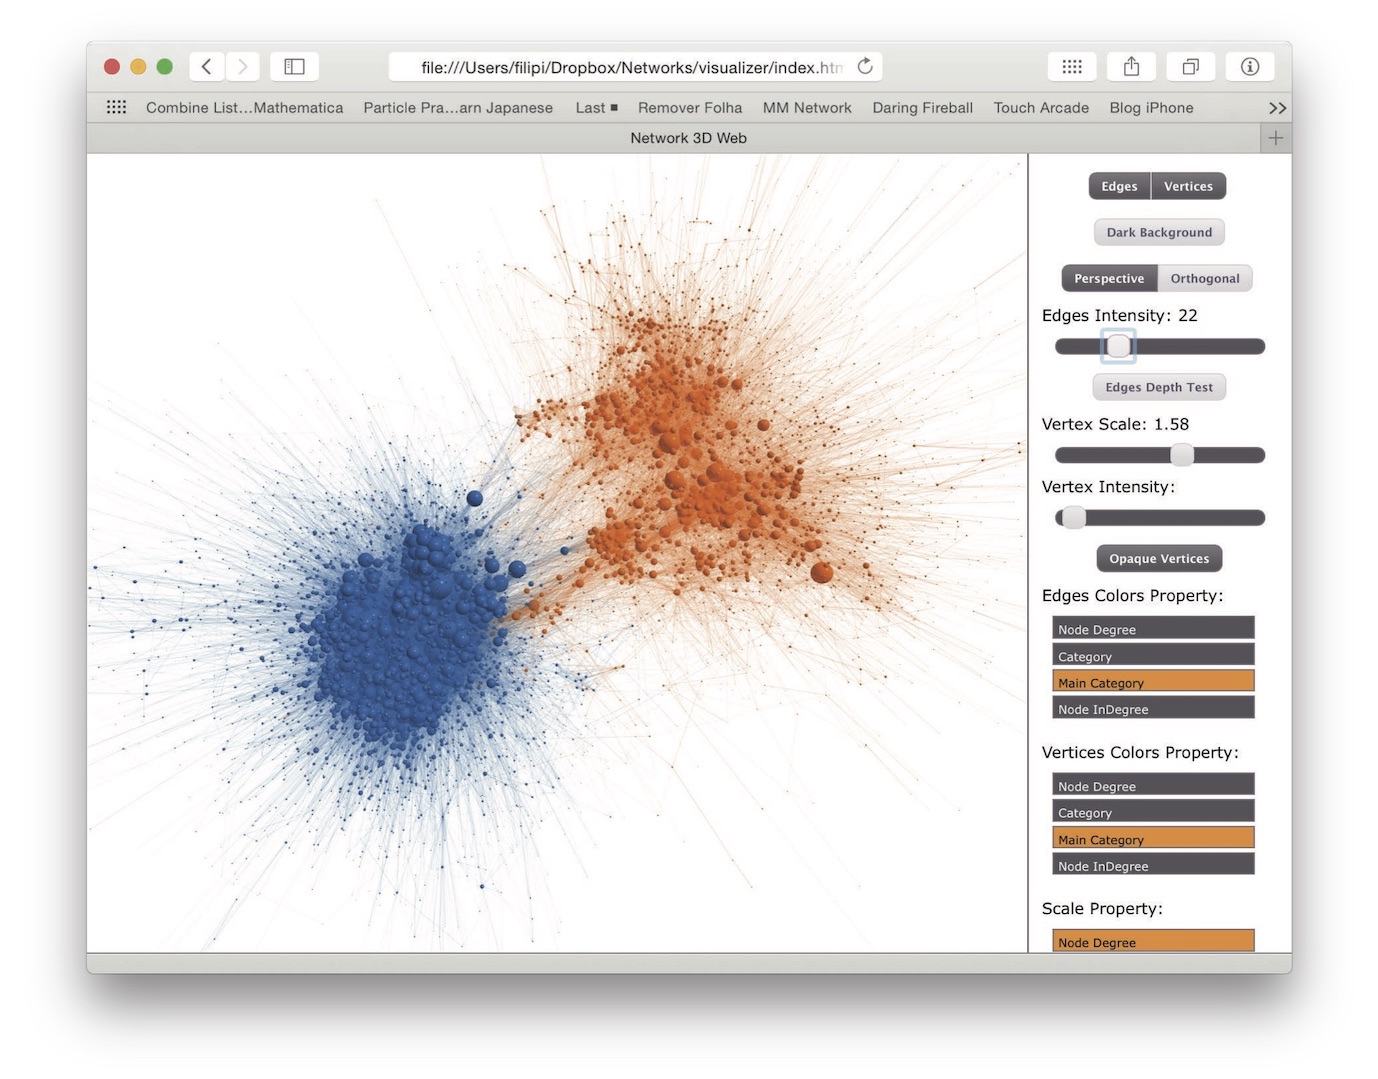 file:///Users/filipi/Dropbox/Networks/visualizer/index.htm
Combine List...Mathematica Particle Pra...arn Japanese Last ■ Remover Folha MM Network Daring Fireball Touch Arcade Blog iPhone >>
Network 3D Web +
Edges Vertices
Dark Background
Perspective Orthogonal
Edges Intensity: 22
Edges Depth Test
Vertex Scale: 1.58
Vertex Intensity:
Opaque Vertices
Edges Colors Property:
Node Degree
Category
Main Category
Node InDegree
Vertices Colors Property:
Node Degree
Category
Main Category
Node InDegree
Scale Property:
Node Degree